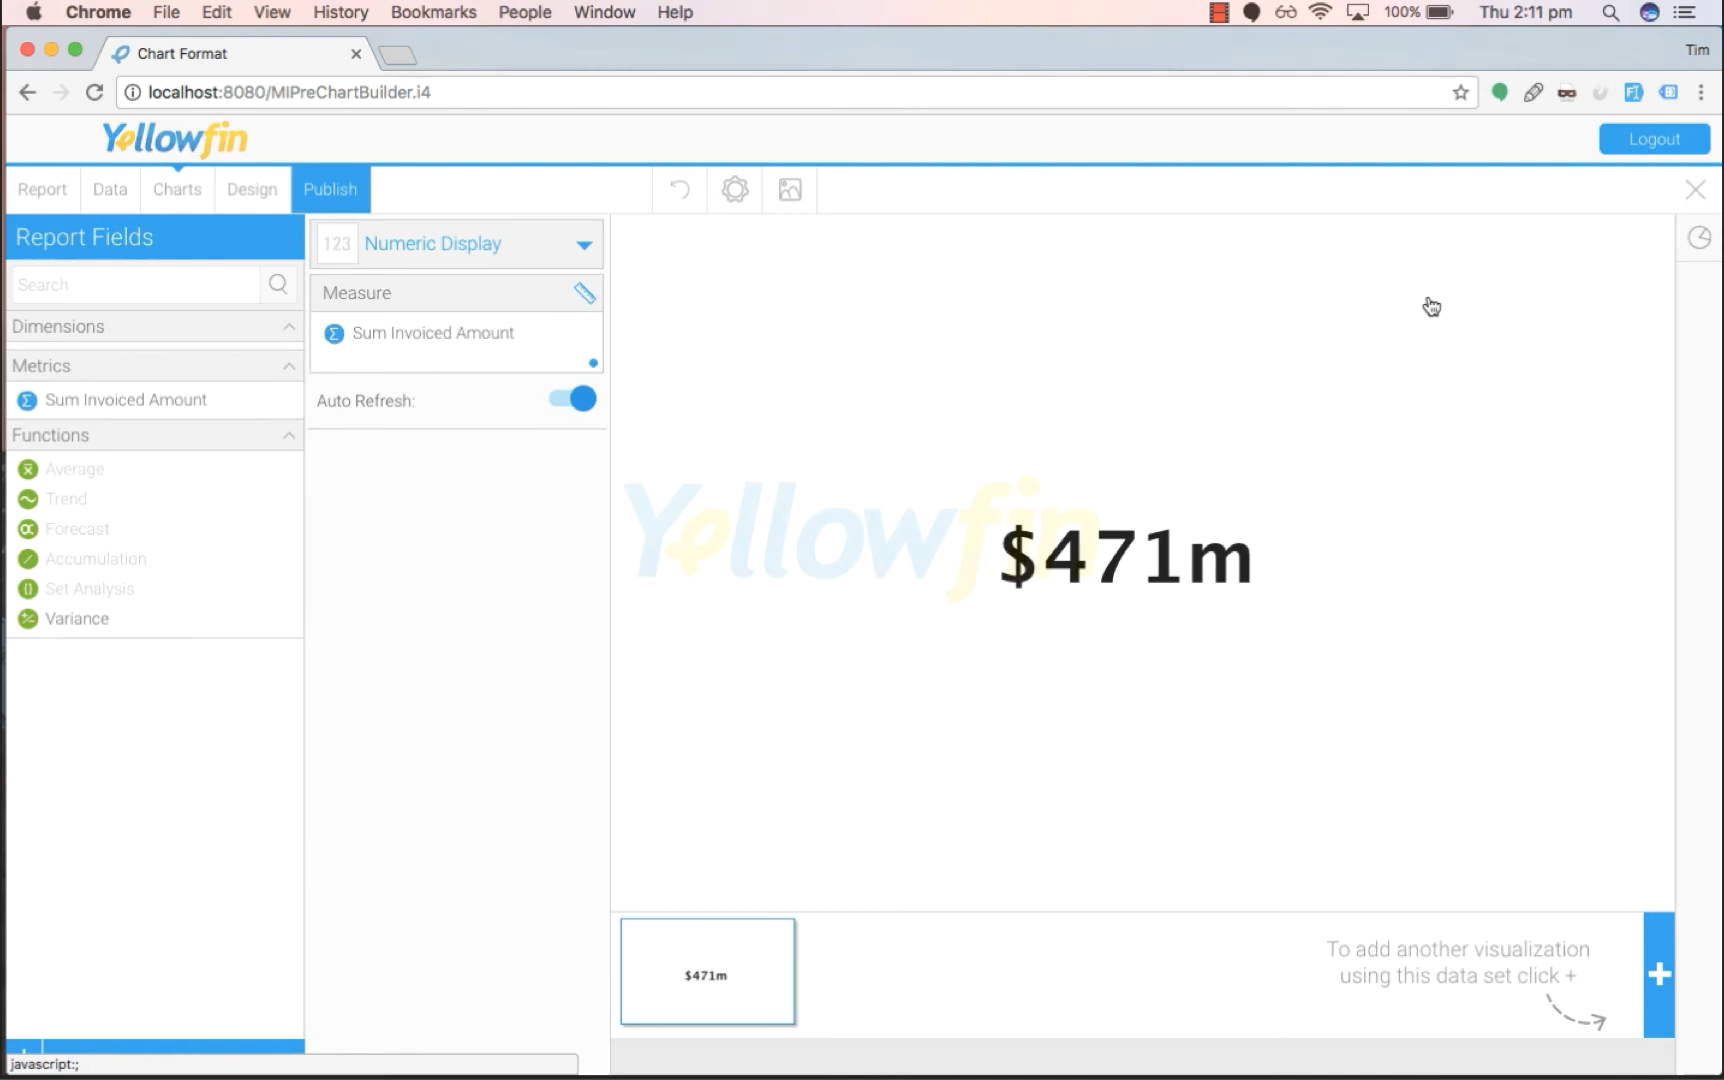 Chrome File Edit View History Bookmarks People Window Help 100% Thu 2:11 pm
Chart Format Tim
localhost:8080/MIPreChartBuilder.i4
Yellowfin Logout
Report Data Charts Design Publish
Report Fields
Search
Dimensions
Metrics
Sum Invoiced Amount
Functions
Average
Trend
Forecast
Accumulation
Set Analysis
Variance
123 Numeric Display
Measure
Sum Invoiced Amount
Auto Refresh:
Yellowfin
$471m
$471m
To add another visualization
using this data set click +
javascript:;